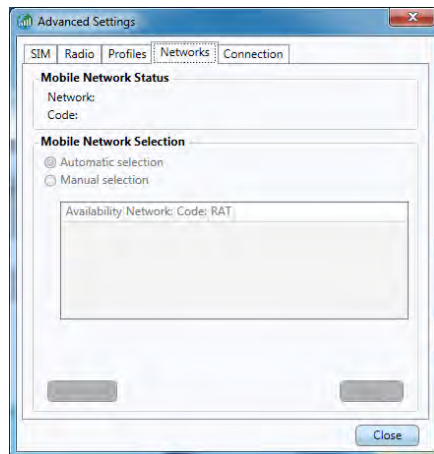 Advanced Settings
SIM Radio Profiles Networks Connection
Mobile Network Status
Network:
Code:
Mobile Network Selection
Automatic selection
Manual selection
Availability Network: Code: RAT
Close